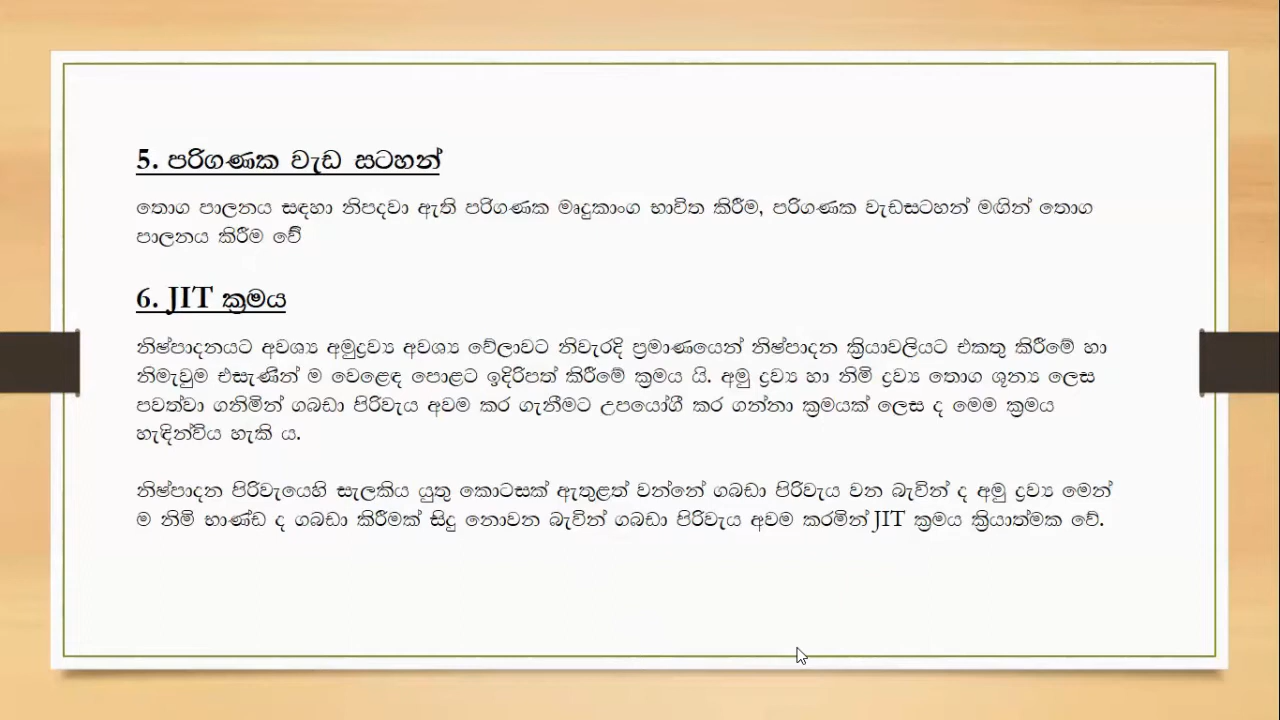 5. පරිගණක වැඩ සටහන්
තොග පාලනය සඳහා නිපදවා ඇති පරිගණක මෘදුකාංග භාවිත කිරීම, පරිගණක වැඩසටහන් මඟින් තොග
පාලනය කිරීම වේ
6. JIT ක්‍රමය
නිෂ්පාදනයට අවශ්‍ය අමුද්‍රව්‍ය අවශ්‍ය වේලාවට නිවැරදි ප්‍රමාණයෙන් නිෂ්පාදන ක්‍රියාවලියට එකතු කිරීමේ හා
නිමැවුම එසැණින් ම වෙළෙඳ පොළට ඉදිරිපත් කිරීමේ ක්‍රමය යි. අමු ද්‍රව්‍ය හා නිමි ද්‍රව්‍ය තොග ශූන්‍ය ලෙස
පවත්වා ගනිමින් ගබඩා පිරිවැය අවම කර ගැනීමට උපයෝගී කර ගන්නා ක්‍රමයක් ලෙස ද මෙම ක්‍රමය
හැඳින්විය හැකි ය.
නිෂ්පාදන පිරිවැයෙහි සැලකිය යුතු කොටසක් ඇතුළත් වන්නේ ගබඩා පිරිවැය වන බැවින් ද අමු ද්‍රව්‍ය මෙන්
ම නිමි භාණ්ඩ ද ගබඩා කිරීමක් සිදු නොවන බැවින් ගබඩා පිරිවැය අවම කරමින් JIT ක්‍රමය ක්‍රියාත්මක වේ.